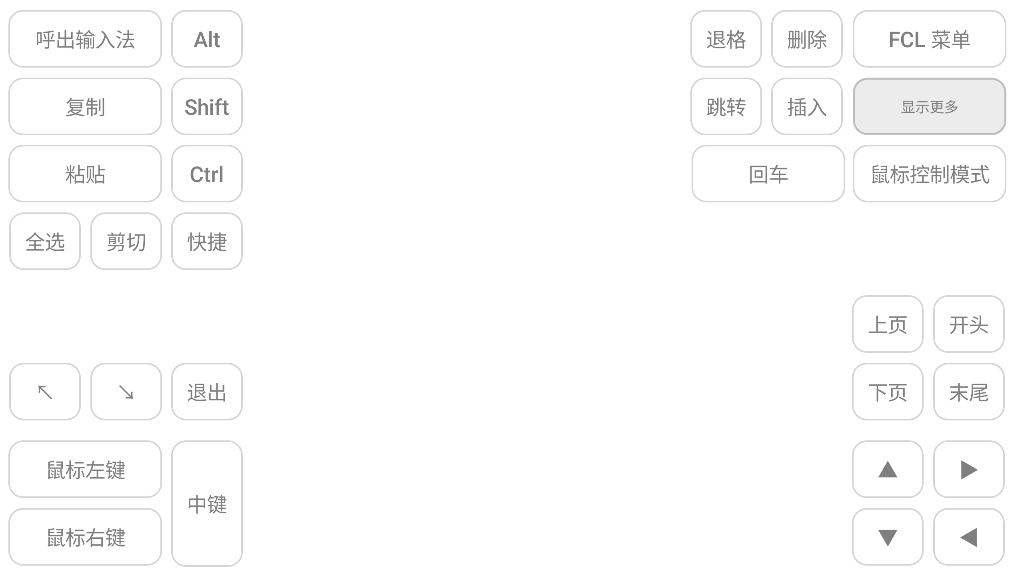 呼出输入法 Alt 退格 删除 FCL 菜单
复制 Shift 跳转 插入 显示更多
粘贴 Ctrl 回车 鼠标控制模式
全选 剪切 快捷
上页 开头
↖ ↘ 退出 下页 末尾
鼠标左键 中键 ▲ ▶
鼠标右键 ▼ ◀